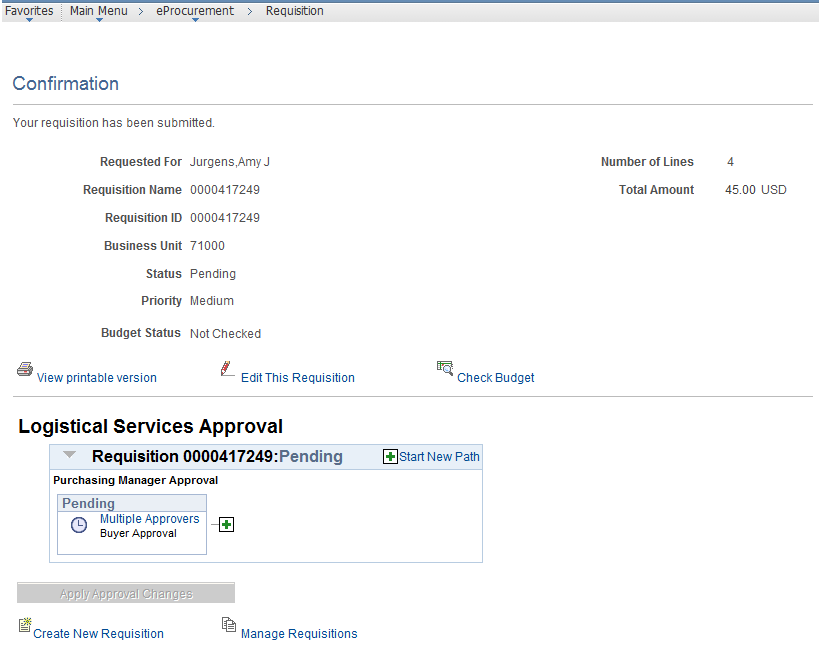 Favorites Main Menu > eProcurement > Requisition
Confirmation
Your requisition has been submitted.
Requested For Jurgens,Amy J Number of Lines 4
Requisition Name 0000417249 Total Amount 45.00 USD
Requisition ID 0000417249
Business Unit 71000
Status Pending
Priority Medium
Budget Status Not Checked
View printable version Edit This Requisition Check Budget
Logistical Services Approval
Requisition 0000417249:Pending Start New Path
Purchasing Manager Approval
Pending
Multiple Approvers
Buyer Approval
Apply Approval Changes
Create New Requisition Manage Requisitions